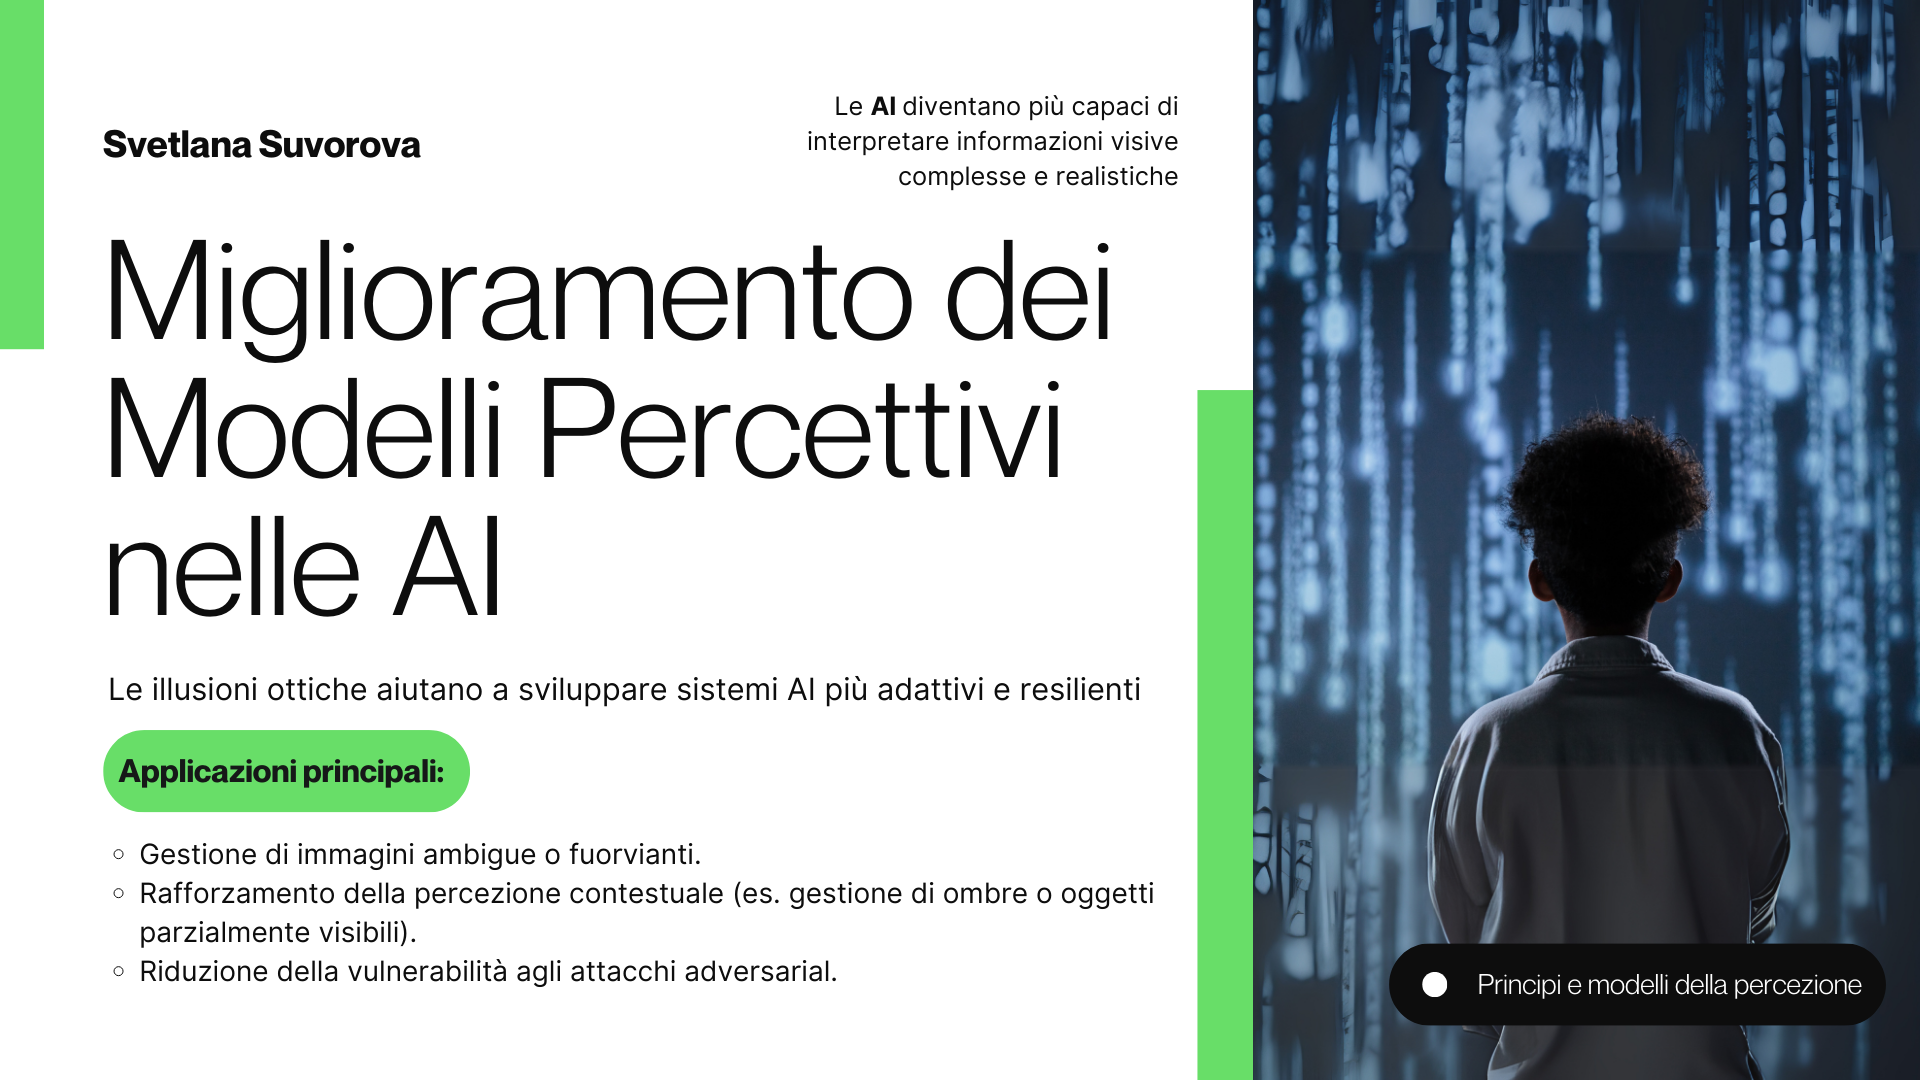 Svetlana Suvorova
Le AI diventano più capaci di
interpretare informazioni visive
complesse e realistiche
Miglioramento dei
Modelli Percettivi
nelle AI
Le illusioni ottiche aiutano a sviluppare sistemi AI più adattivi e resilienti
Applicazioni principali:
Gestione di immagini ambigue o fuorvianti.
Rafforzamento della percezione contestuale (es. gestione di ombre o oggetti
parzialmente visibili).
Riduzione della vulnerabilità agli attacchi adversarial.
Principi e modelli della percezione